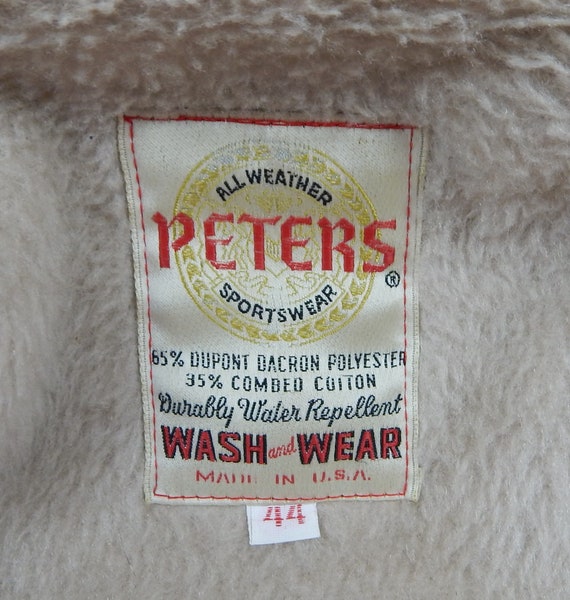 ALL WEATHER
PETERS ®
SPORTSWEAR
65% DUPONT DACRON POLYESTER
35% COMBED COTTON
Durably Water Repellent
WASH and WEAR
MADE IN U.S.A.
44